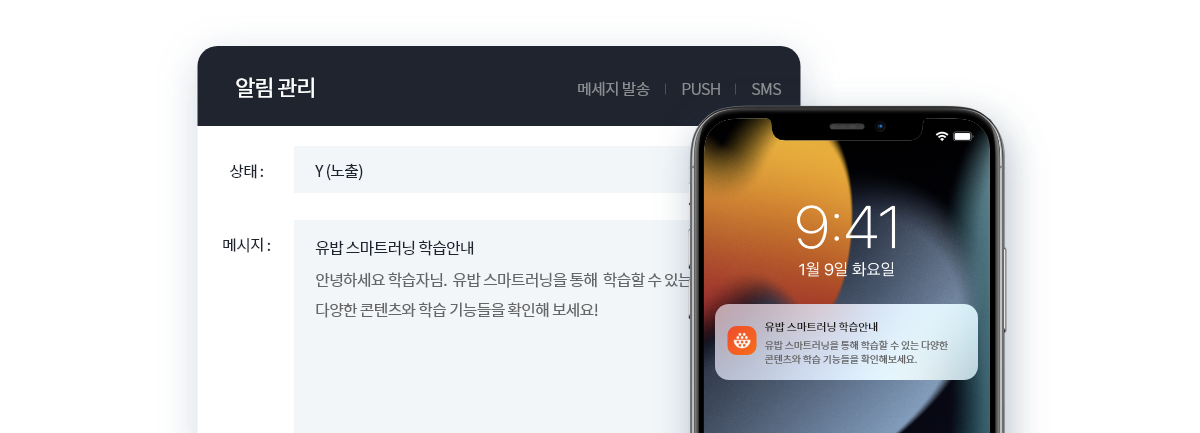 알림 관리
메세지 발송 | PUSH | SMS
상태 : Y (노출)
메시지 : 유밥 스마트러닝 학습안내
안녕하세요 학습자님. 유밥 스마트러닝을 통해 학습할 수 있는
다양한 콘텐츠와 학습 기능들을 확인해 보세요!
9:41
1월 9일 화요일
유밥 스마트러닝 학습안내
유밥 스마트러닝을 통해 학습할 수 있는 다양한
콘텐츠와 학습 기능들을 확인해보세요.